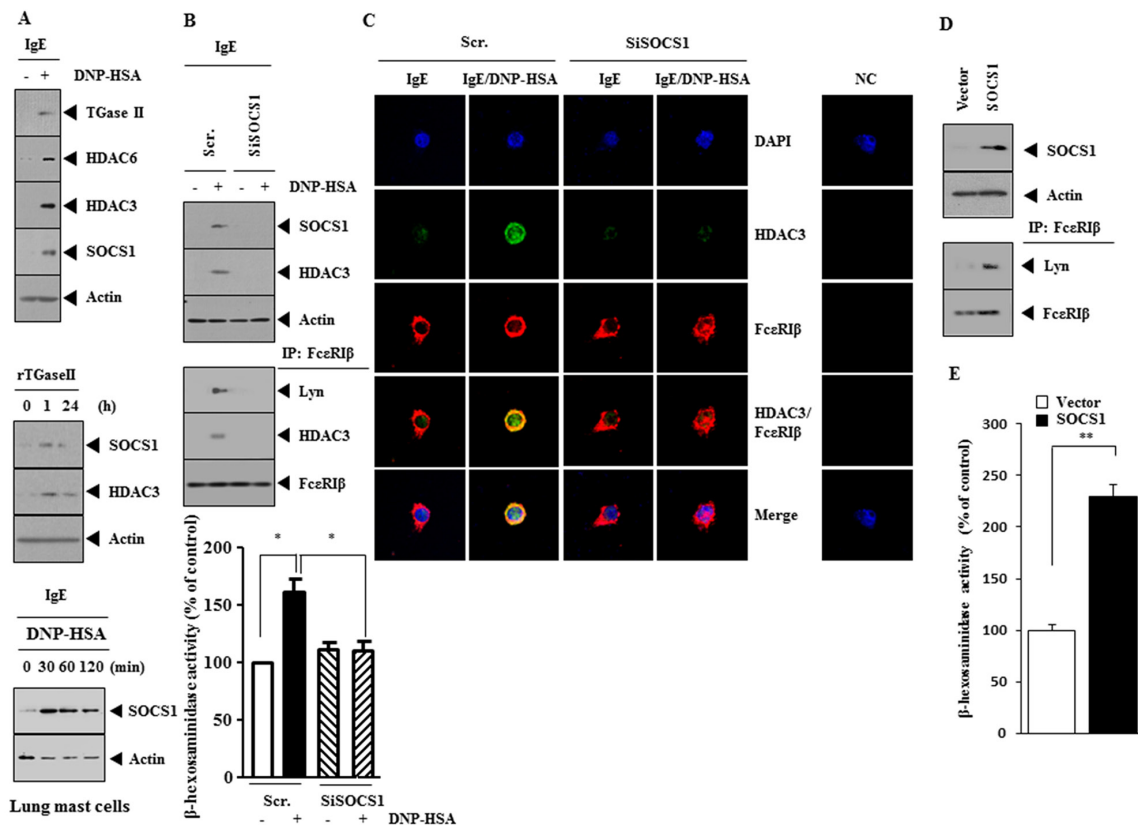 A
IgE
- + DNP-HSA
TGase II
HDAC6
HDAC3
SOCS1
Actin
rTGaseII
0 1 24 (h)
SOCS1
HDAC3
Actin
IgE
DNP-HSA
0 30 60 120 (min)
SOCS1
Actin
Lung mast cells
B
IgE
Scr. SiSOCS1
- + - + DNP-HSA
SOCS1
HDAC3
Actin
IP: FcεRIβ
Lyn
HDAC3
FcεRIβ
β-hexosaminidase activity (% of control)
200
150
100
50
0
* *
Scr. SiSOCS1
- + - + DNP-HSA
C
Scr. SiSOCS1
IgE IgE/DNP-HSA IgE IgE/DNP-HSA NC
DAPI
HDAC3
FcεRIβ
HDAC3/
FcεRIβ
Merge
D
Vector SOCS1
SOCS1
Actin
IP: FcεRIβ
Lyn
FcεRIβ
E
Vector
SOCS1
β-hexosaminidase activity (% of control)
300
250
200
150
100
50
0
**